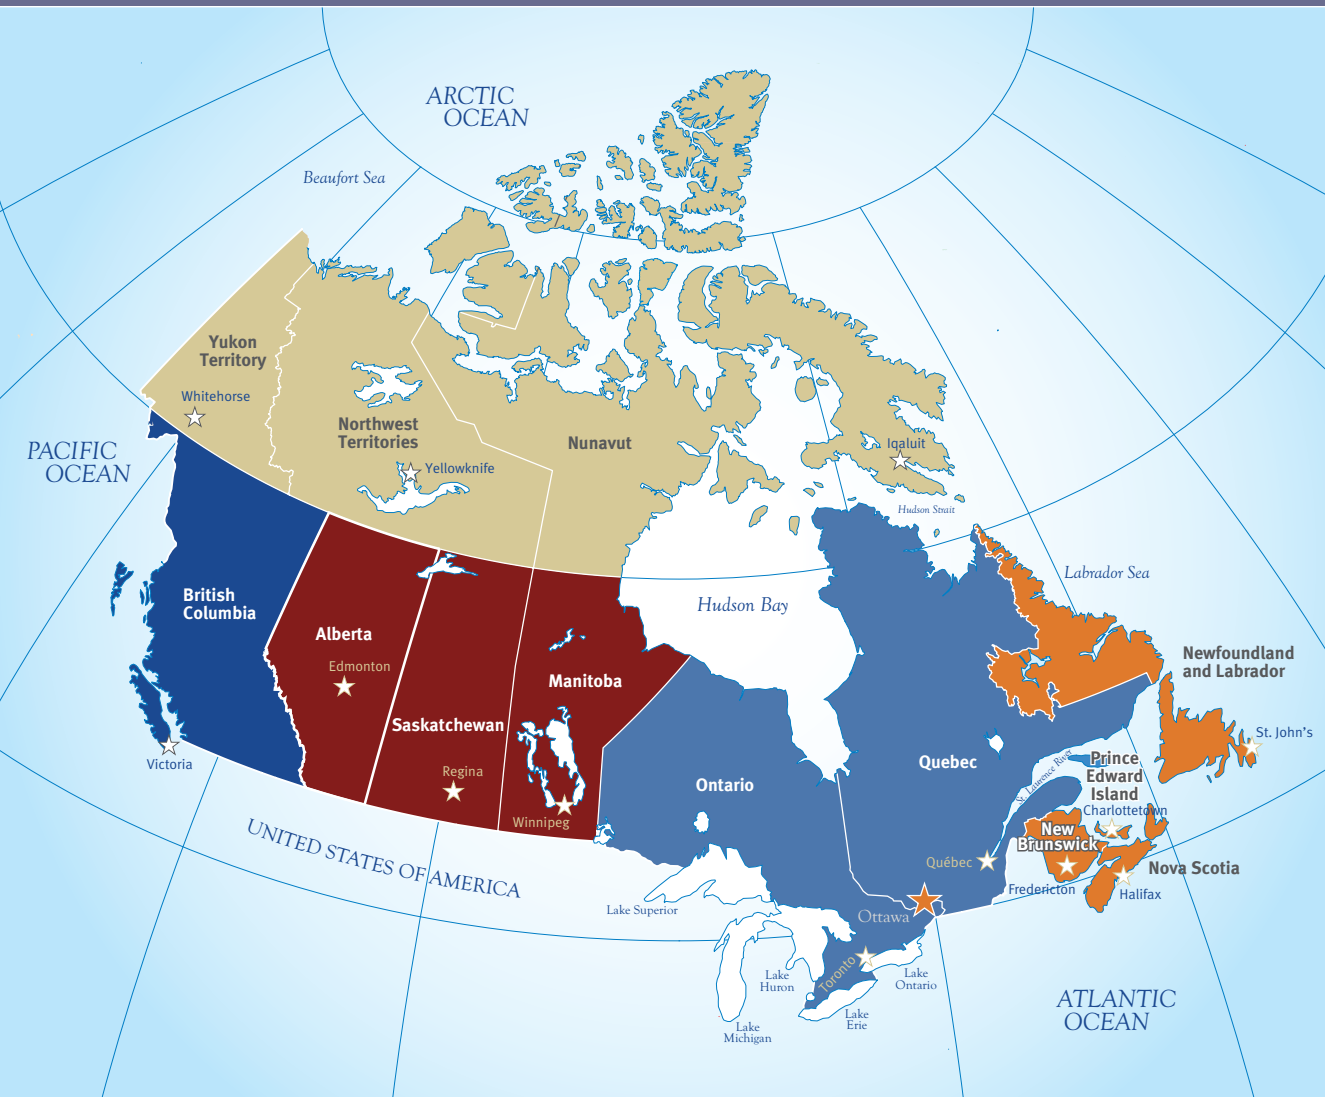 ARCTIC
OCEAN
Beaufort Sea
Yukon
Territory
Whitehorse
Northwest
Territories
Yellowknife
Nunavut
Iqaluit
PACIFIC
OCEAN
Hudson Strait
Labrador Sea
Hudson Bay
British
Columbia
Alberta
Edmonton
Manitoba
Saskatchewan
Newfoundland
and Labrador
St. John's
Victoria
Regina
Winnipeg
Ontario
Quebec
St. Laurence River
Prince
Edward
Island
Charlottetown
New
Brunswick
Nova Scotia
Québec
Fredericton
Halifax
UNITED STATES OF AMERICA
Lake Superior
Ottawa
Toronto
Lake
Huron
Lake
Ontario
Lake
Erie
Lake
Michigan
ATLANTIC
OCEAN